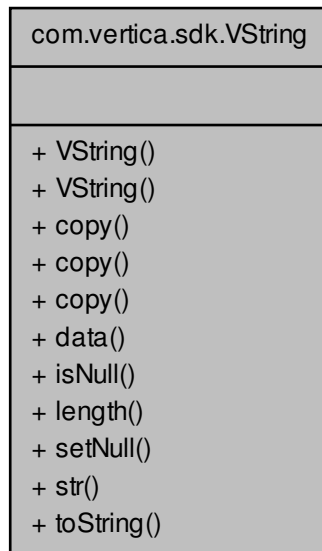 com.vertica.sdk.VString
+ VString()
+ VString()
+ copy()
+ copy()
+ copy()
+ data()
+ isNull()
+ length()
+ setNull()
+ str()
+ toString()